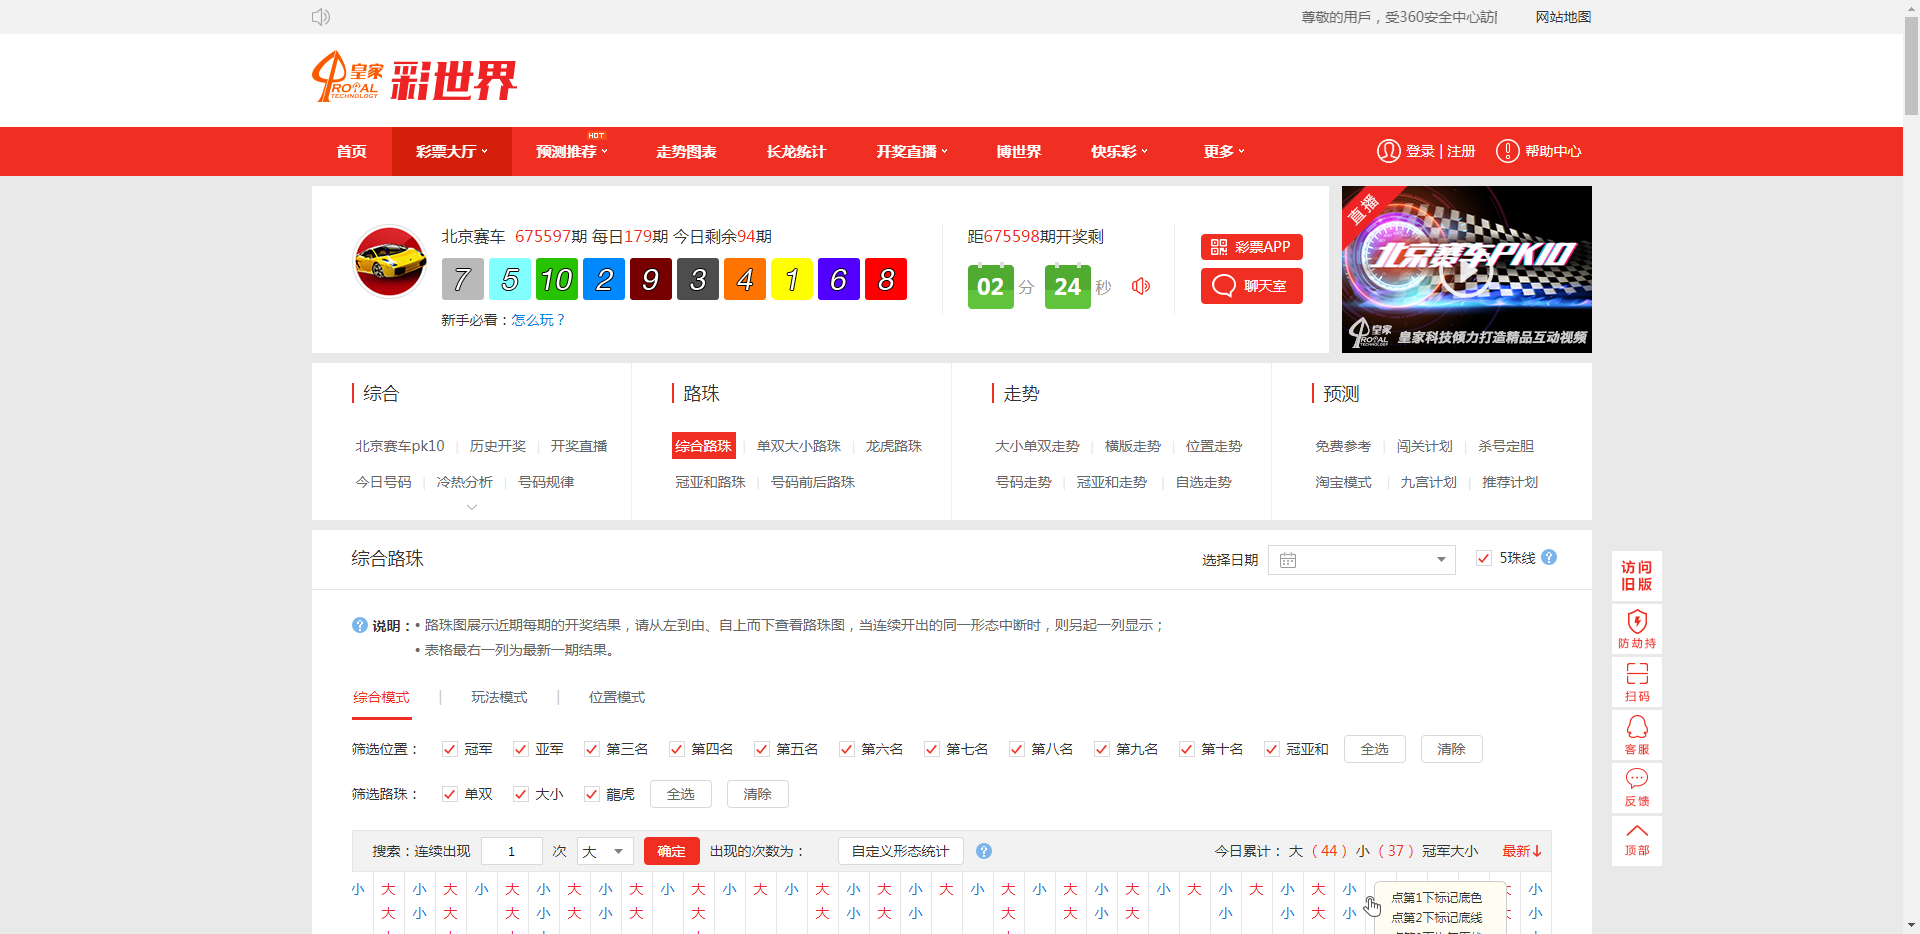 尊敬的用戶，受360安全中心訪
网站地图
皇家
ROYAL
TECHNOLOGY
彩世界
HOT
首页 彩票大厅 预测推荐 走势图表 长龙统计 开奖直播 博世界 快乐彩 更多 登录 | 注册 帮助中心
北京赛车 675597期 每日179期 今日剩余94期
7 5 10 2 9 3 4 1 6 8
新手必看：怎么玩？
距675598期开奖剩
02 分 24 秒
彩票APP
聊天室
直播
北京赛车PK10
皇家
ROYAL
TECHNOLOGY
皇家科技倾力打造精品互动视频
综合
北京赛车pk10 | 历史开奖 | 开奖直播
今日号码 | 冷热分析 | 号码规律
路珠
综合路珠 | 单双大小路珠 | 龙虎路珠
冠亚和路珠 | 号码前后路珠
走势
大小单双走势 | 横版走势 | 位置走势
号码走势 | 冠亚和走势 | 自选走势
预测
免费参考 | 闯关计划 | 杀号定胆
淘宝模式 | 九宫计划 | 推荐计划
综合路珠
选择日期
5珠线 ?
? 说明：• 路珠图展示近期每期的开奖结果，请从左到由、自上而下查看路珠图，当连续开出的同一形态中断时，则另起一列显示；
• 表格最右一列为最新一期结果。
综合模式 | 玩法模式 | 位置模式
筛选位置： 冠军 亚军 第三名 第四名 第五名 第六名 第七名 第八名 第九名 第十名 冠亚和 全选 清除
筛选路珠： 单双 大小 龍虎 全选 清除
搜索：连续出现 1 次 大 确定 出现的次数为： 自定义形态统计 ? 今日累计： 大（44）小（37）冠军大小 最新↓
小 大 小 大 小 大 小 大 小 大 小 大 小 大 小 大 小 大 小 大 小 大 小 大 小 大 小 大 小 大 小 大 小 小
大 小 大 大 小 大 小 大 大 大 小 大 小 大 大 小 大 小 小 大 小 小
点第1下标记底色
点第2下标记底线
访问
旧版
防劫持
扫码
客服
反馈
顶部